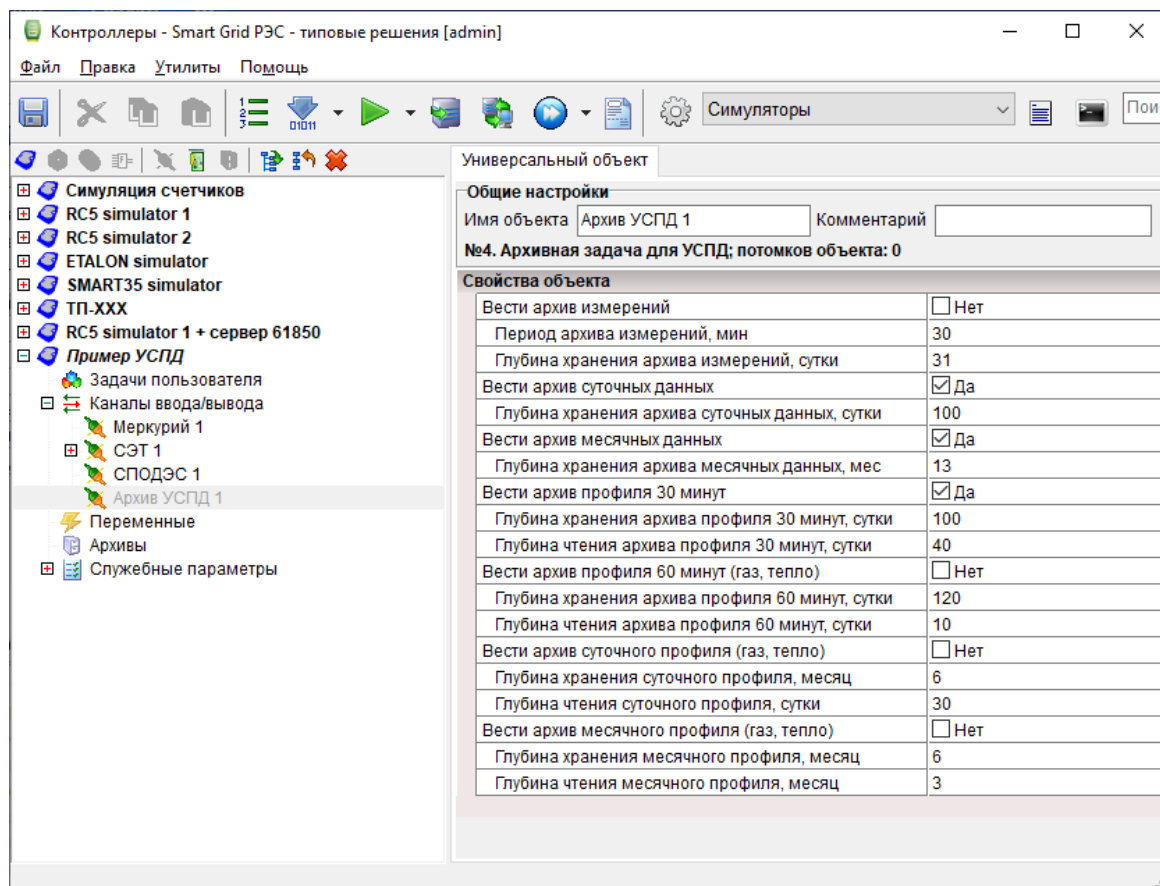 Контроллеры - Smart Grid РЭС - типовые решения [admin]
Файл Правка Утилиты Помощь
Симуляторы
Универсальный объект
Симуляция счетчиков
RC5 simulator 1
RC5 simulator 2
ETALON simulator
SMART35 simulator
ТП-XXX
RC5 simulator 1 + сервер 61850
Пример УСПД
Задачи пользователя
Каналы ввода/вывода
Меркурий 1
СЭТ 1
СПОДЭС 1
Архив УСПД 1
Переменные
Архивы
Служебные параметры
Общие настройки
Имя объекта Архив УСПД 1 Комментарий
№4. Архивная задача для УСПД; потомков объекта: 0
Свойства объекта
Вести архив измерений Нет
Период архива измерений, мин 30
Глубина хранения архива измерений, сутки 31
Вести архив суточных данных Да
Глубина хранения архива суточных данных, сутки 100
Вести архив месячных данных Да
Глубина хранения архива месячных данных, мес 13
Вести архив профиля 30 минут Да
Глубина хранения архива профиля 30 минут, сутки 100
Глубина чтения архива профиля 30 минут, сутки 40
Вести архив профиля 60 минут (газ, тепло) Нет
Глубина хранения архива профиля 60 минут, сутки 120
Глубина чтения архива профиля 60 минут, сутки 10
Вести архив суточного профиля (газ, тепло) Нет
Глубина хранения суточного профиля, месяц 6
Глубина чтения суточного профиля, сутки 30
Вести архив месячного профиля (газ, тепло) Нет
Глубина хранения месячного профиля, месяц 6
Глубина чтения месячного профиля, месяц 3